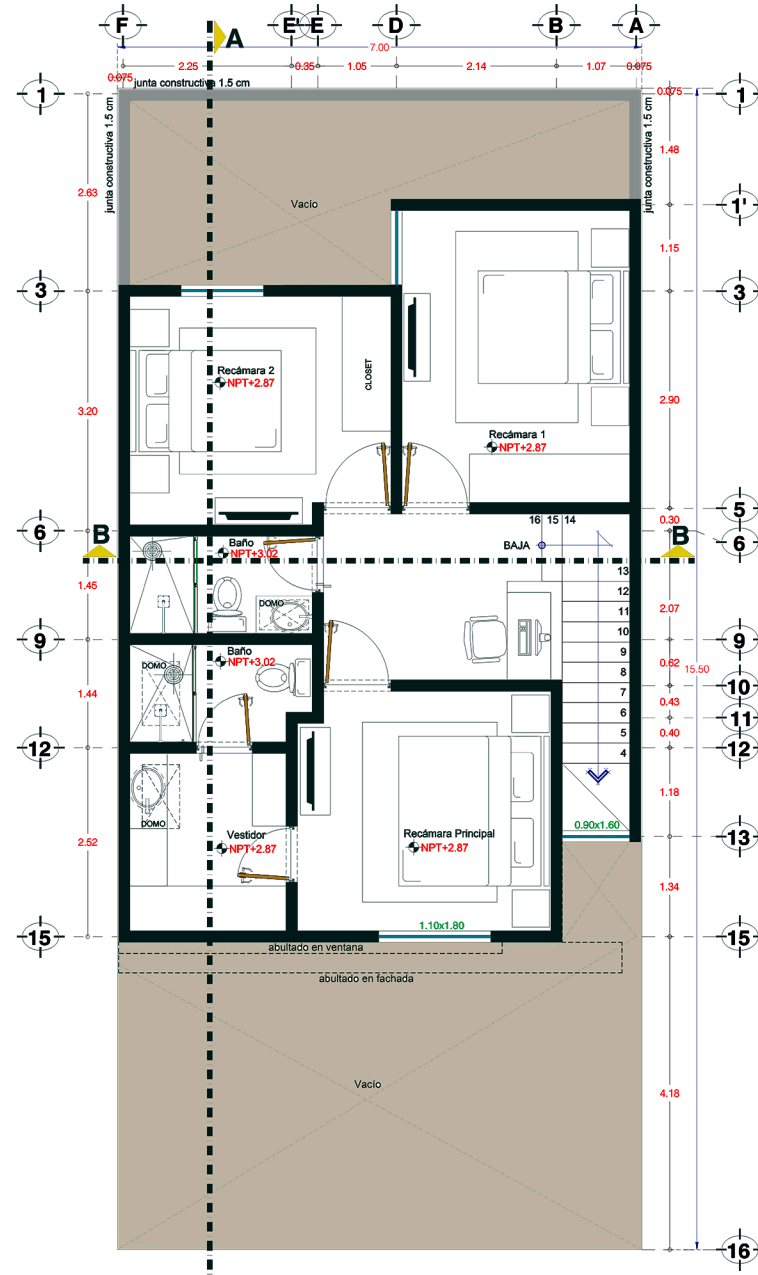 F
E'
E
D
B
A
A
7.00
2.25
0.35
1.05
2.14
1.07
0.075
0.075
junta constructiva 1.5 cm
1
1
0.075
junta constructiva 1.5 cm
junta constructiva 1.5 cm
1.48
2.63
Vacío
1'
1.15
3
3
Recámara 2
NPT+2.87
CLOSET
3.20
2.90
Recámara 1
NPT+2.87
5
16 15 14
0.30
6
6
B
B
Baño
NPT+3.02
BAJA
13
1.45
12
DOMO
11
2.07
10
9
9
9
Baño
NPT+3.02
DOMO
8
0.62
15.50
10
1.44
7
0.43
6
11
5
0.40
12
12
4
1.18
DOMO
0.90x1.60
Vestidor
NPT+2.87
Recámara Principal
NPT+2.87
13
2.52
1.34
1.10x1.80
15
15
abultado en ventana
abultado en fachada
Vacío
4.18
16